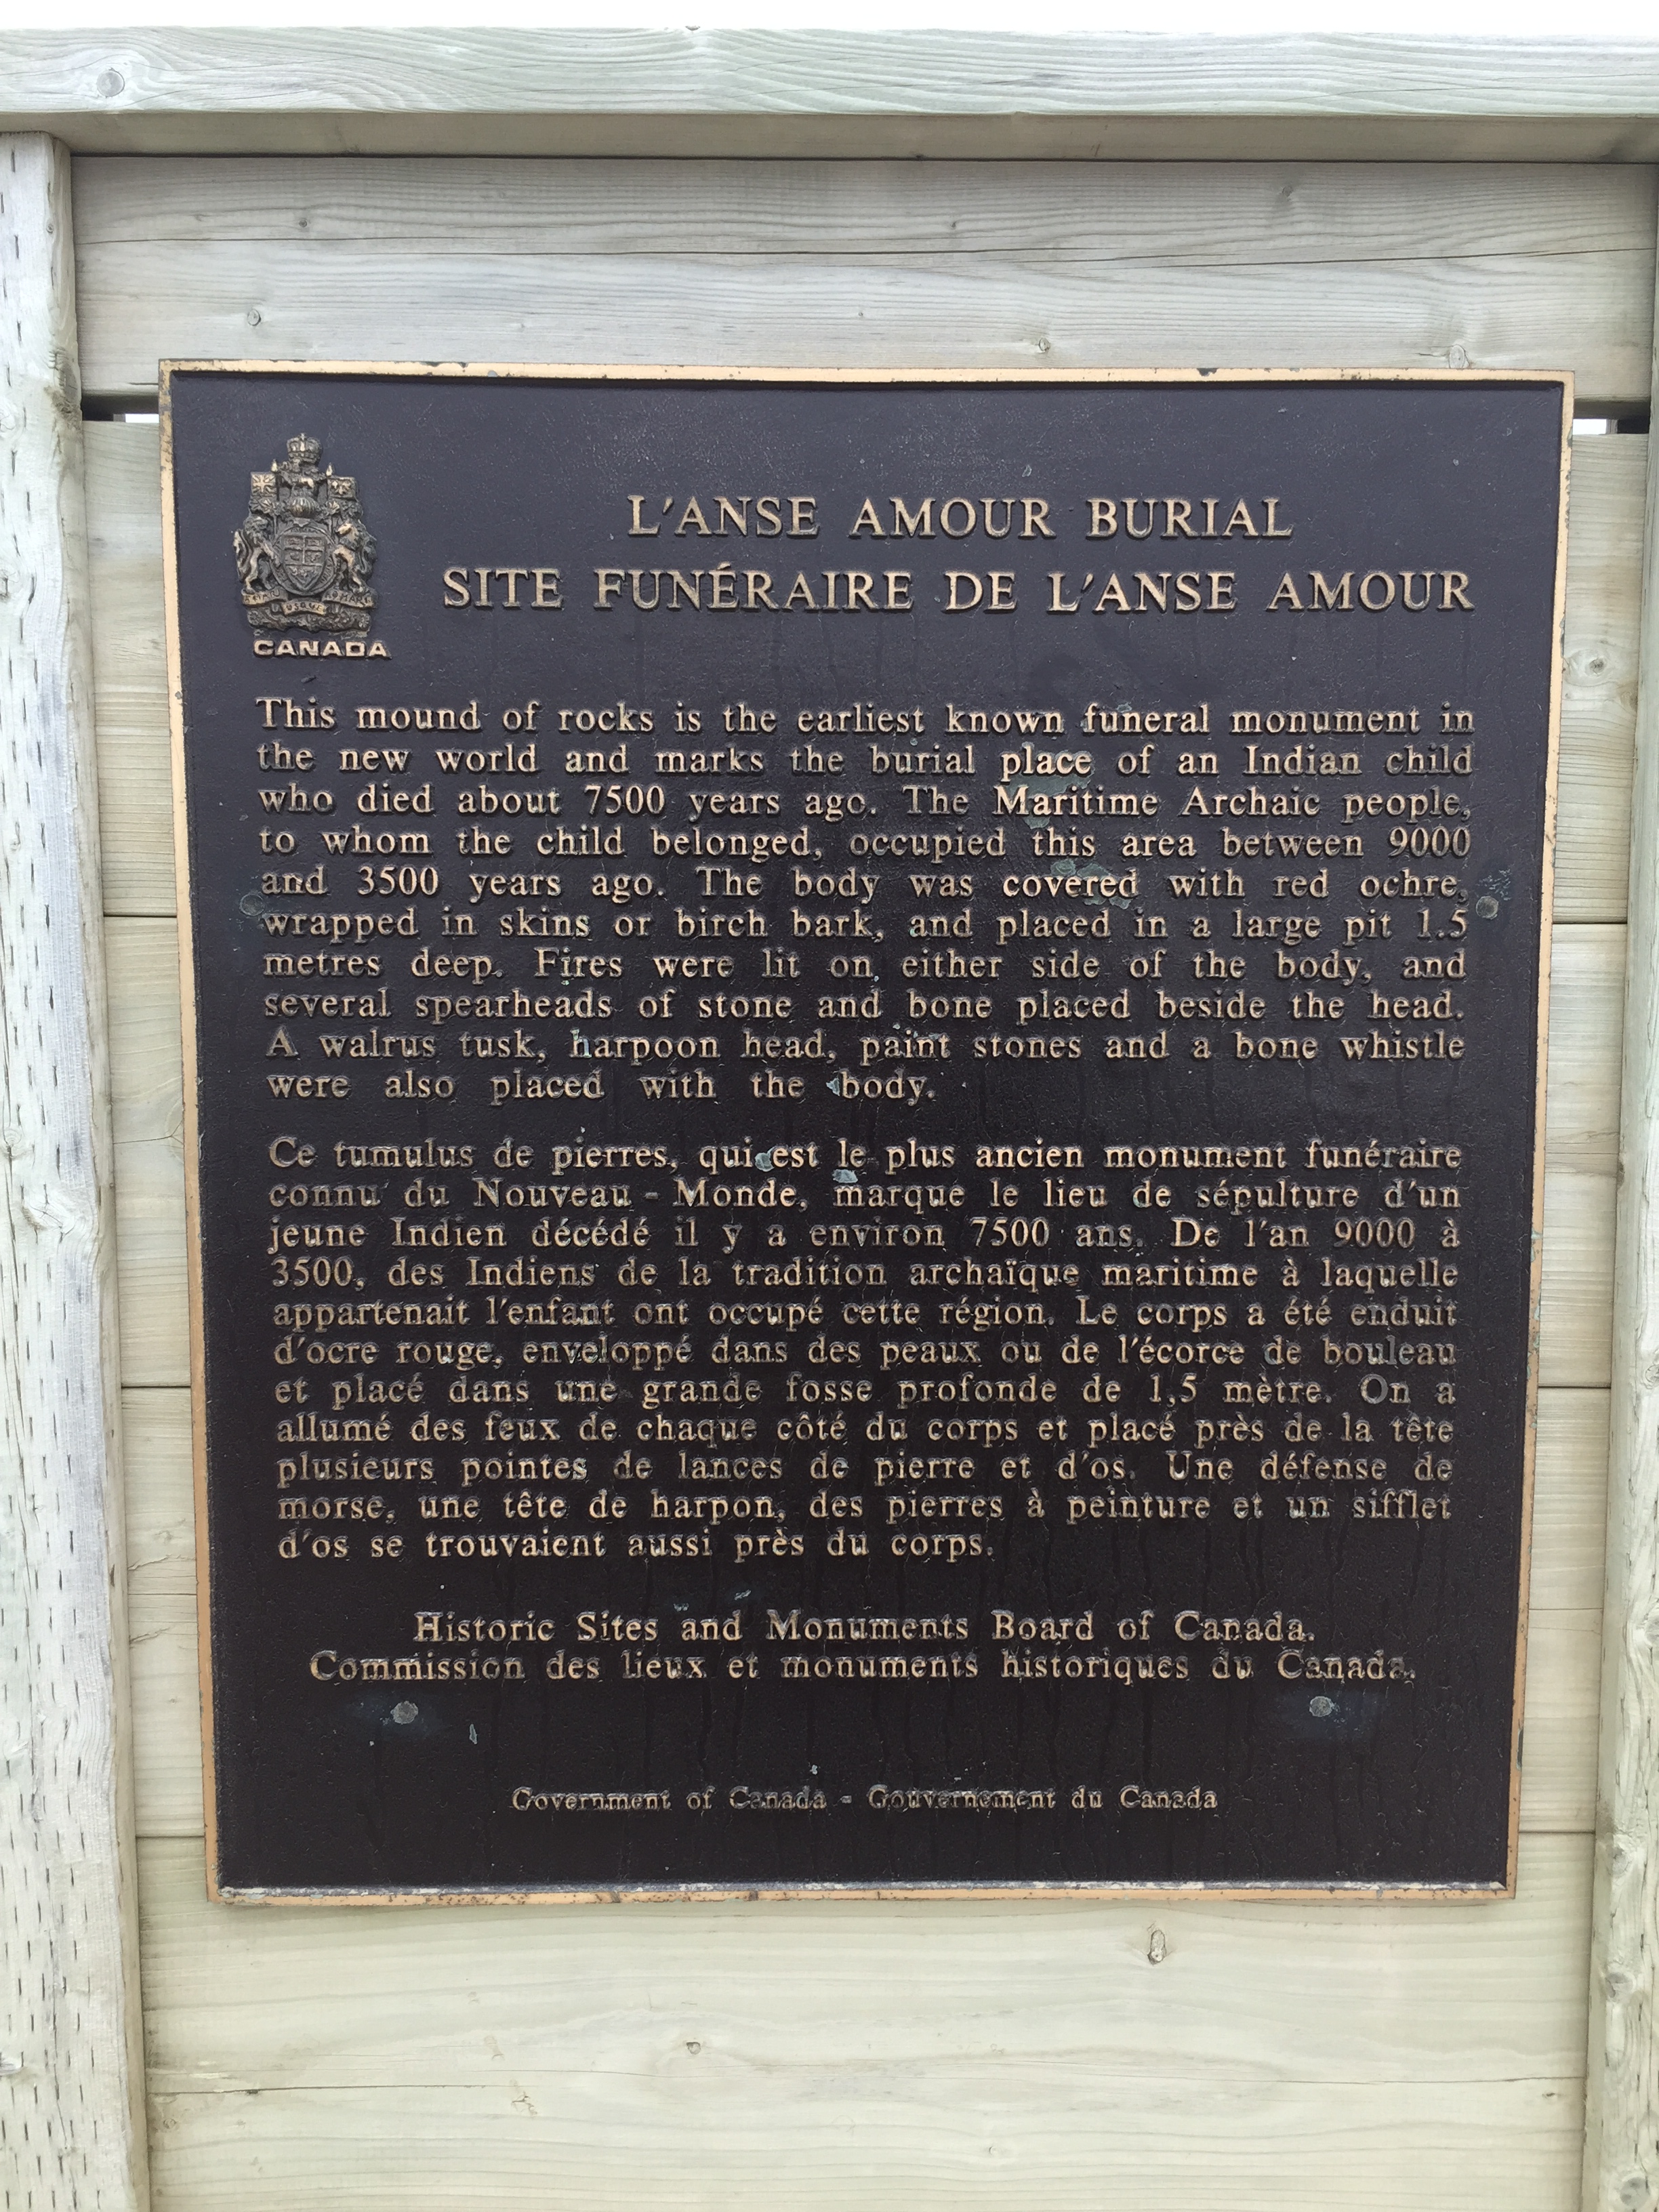 CANADA
L'ANSE AMOUR BURIAL
SITE FUNÉRAIRE DE L'ANSE AMOUR
This mound of rocks is the earliest known funeral monument in
the new world and marks the burial place of an Indian child
who died about 7500 years ago. The Maritime Archaic people,
to whom the child belonged, occupied this area between 9000
and 3500 years ago. The body was covered with red ochre,
wrapped in skins or birch bark, and placed in a large pit 1.5
metres deep. Fires were lit on either side of the body, and
several spearheads of stone and bone placed beside the head.
A walrus tusk, harpoon head, paint stones and a bone whistle
were also placed with the body.
Ce tumulus de pierres, qui est le plus ancien monument funéraire
connu du Nouveau - Monde, marque le lieu de sépulture d'un
jeune Indien décédé il y a environ 7500 ans. De l'an 9000 à
3500, des Indiens de la tradition archaïque maritime à laquelle
appartenait l'enfant ont occupé cette région. Le corps a été enduit
d'ocre rouge, enveloppé dans des peaux ou de l'écorce de bouleau
et placé dans une grande fosse profonde de 1,5 mètre. On a
allumé des feux de chaque côté du corps et placé près de la tête
plusieurs pointes de lances de pierre et d'os. Une défense de
morse, une tête de harpon, des pierres à peinture et un sifflet
d'os se trouvaient aussi près du corps.
Historic Sites and Monuments Board of Canada.
Commission des lieux et monuments historiques du Canada.
Government of Canada - Gouvernement du Canada